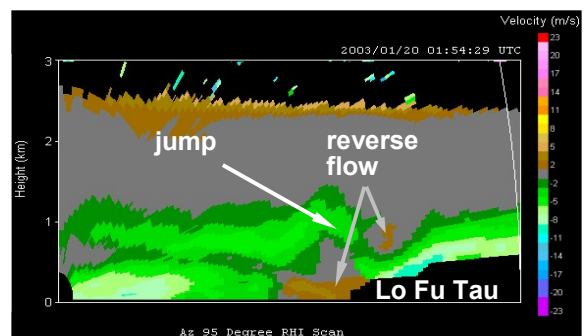 Velocity (m/s)
2003/01/20 01:54:29 UTC
23
20
17
14
11
8
5
2
-2
-5
-8
-11
-14
-17
-20
-23
3
2
1
0
Height (km)
jump
reverse
flow
Lo Fu Tau
Az 95 Degree RHI Scan